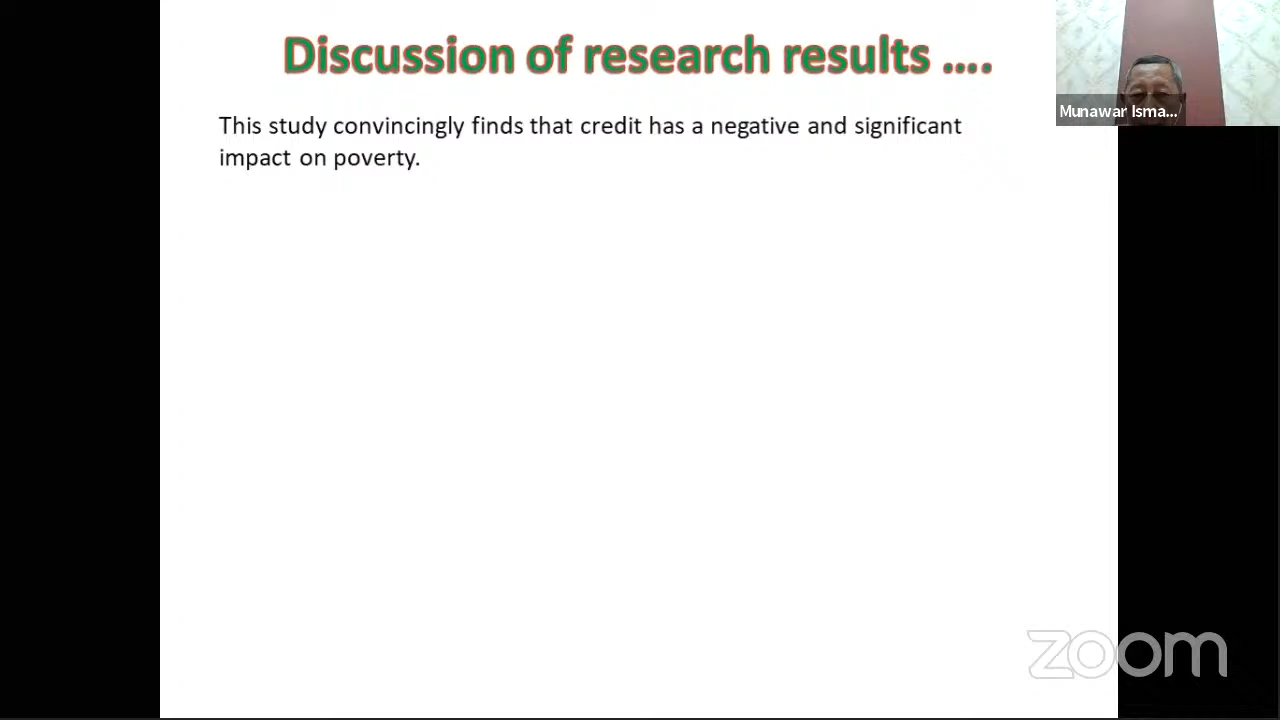 Discussion of research results ....
Munawar Isma...
This study convincingly finds that credit has a negative and significant
impact on poverty.
zoom